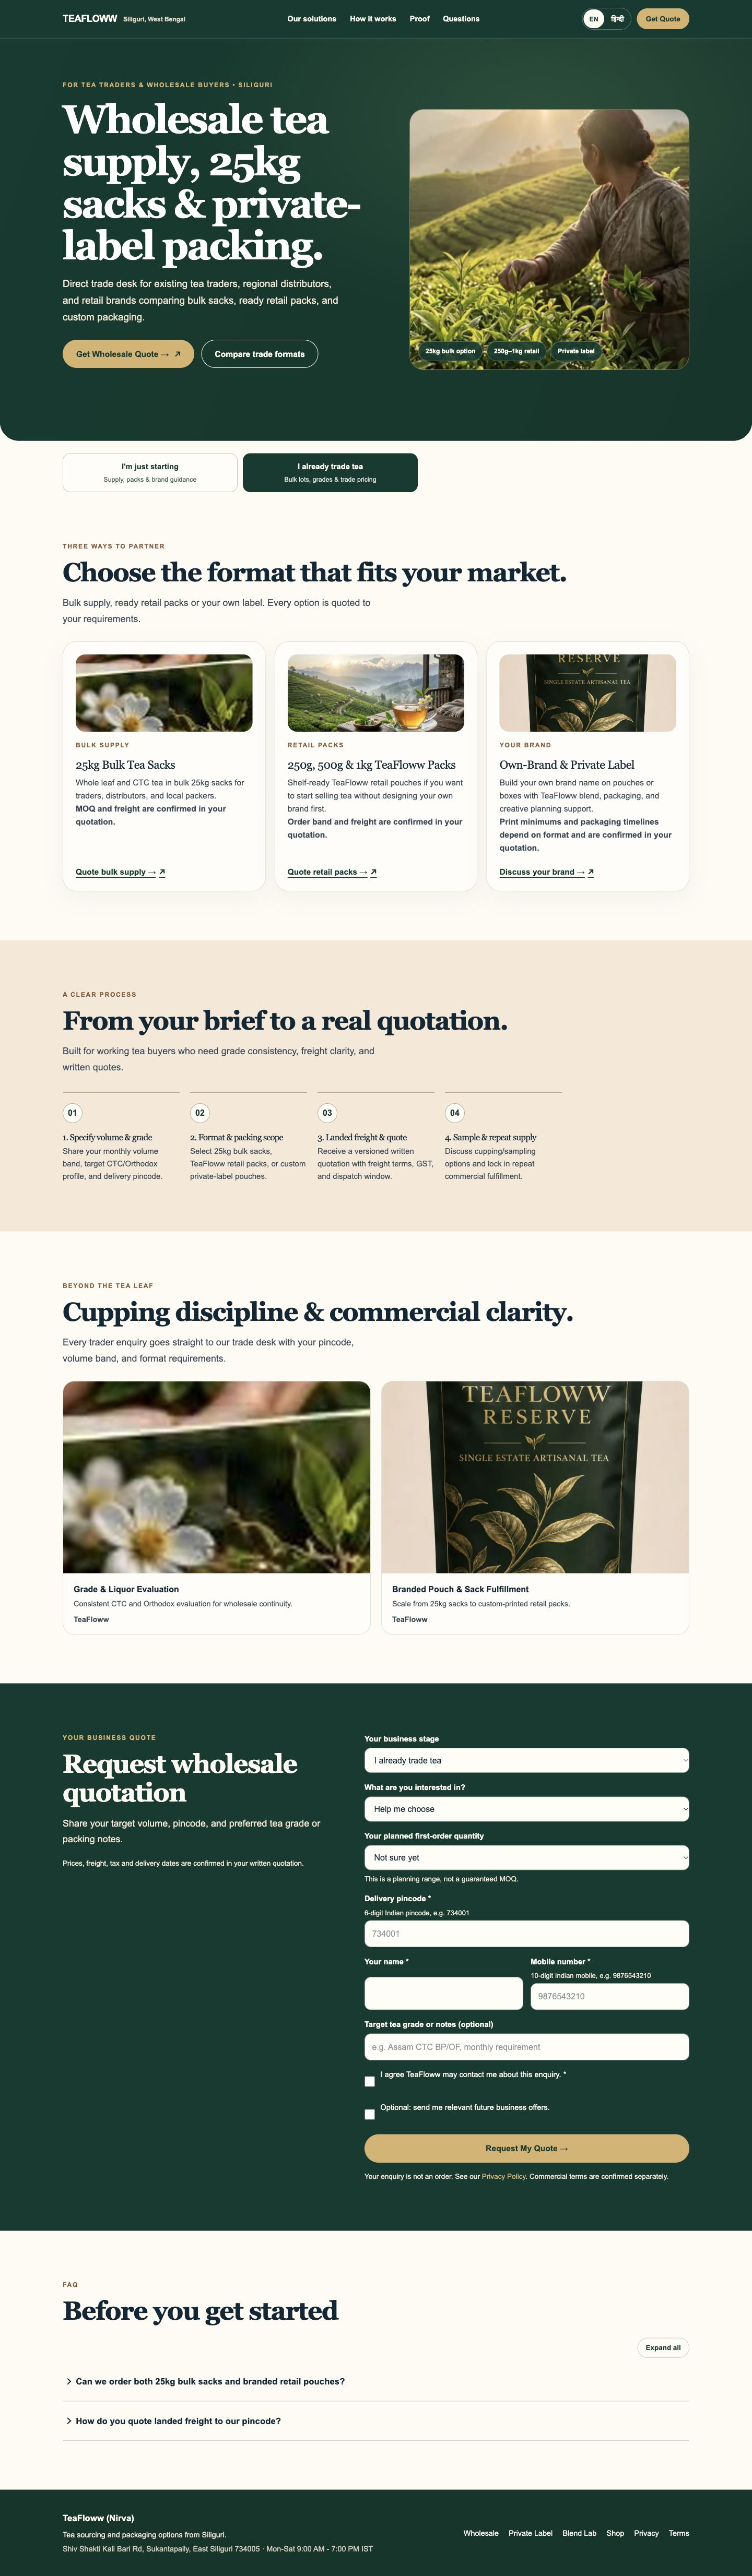 TEAFLOWW Siliguri, West Bengal
Our solutions How it works Proof Questions
EN हिन्दी Get Quote
FOR TEA TRADERS & WHOLESALE BUYERS • SILIGURI
Wholesale tea
supply, 25kg
sacks & private-
label packing.
Direct trade desk for existing tea traders, regional distributors,
and retail brands comparing bulk sacks, ready retail packs, and
custom packaging.
Get Wholesale Quote → ↗ Compare trade formats
25kg bulk option 250g–1kg retail Private label
I'm just starting
Supply, packs & brand guidance
I already trade tea
Bulk lots, grades & trade pricing
THREE WAYS TO PARTNER
Choose the format that fits your market.
Bulk supply, ready retail packs or your own label. Every option is quoted to
your requirements.
BULK SUPPLY
25kg Bulk Tea Sacks
Whole leaf and CTC tea in bulk 25kg sacks for
traders, distributors, and local packers.
MOQ and freight are confirmed in your
quotation.
Quote bulk supply → ↗
RETAIL PACKS
250g, 500g & 1kg TeaFloww Packs
Shelf-ready TeaFloww retail pouches if you want
to start selling tea without designing your own
brand first.
Order band and freight are confirmed in your
quotation.
Quote retail packs → ↗
RESERVE
SINGLE ESTATE ARTISANAL TEA
YOUR BRAND
Own-Brand & Private Label
Build your own brand name on pouches or
boxes with TeaFloww blend, packaging, and
creative planning support.
Print minimums and packaging timelines
depend on format and are confirmed in your
quotation.
Discuss your brand → ↗
A CLEAR PROCESS
From your brief to a real quotation.
Built for working tea buyers who need grade consistency, freight clarity, and
written quotes.
01
1. Specify volume & grade
Share your monthly volume
band, target CTC/Orthodox
profile, and delivery pincode.
02
2. Format & packing scope
Select 25kg bulk sacks,
TeaFloww retail packs, or custom
private-label pouches.
03
3. Landed freight & quote
Receive a versioned written
quotation with freight terms, GST,
and dispatch window.
04
4. Sample & repeat supply
Discuss cupping/sampling
options and lock in repeat
commercial fulfillment.
BEYOND THE TEA LEAF
Cupping discipline & commercial clarity.
Every trader enquiry goes straight to our trade desk with your pincode,
volume band, and format requirements.
Grade & Liquor Evaluation
Consistent CTC and Orthodox evaluation for wholesale continuity.
TeaFloww
TEAFLOWW
RESERVE
SINGLE ESTATE ARTISANAL TEA
Branded Pouch & Sack Fulfillment
Scale from 25kg sacks to custom-printed retail packs.
TeaFloww
YOUR BUSINESS QUOTE
Request wholesale
quotation
Share your target volume, pincode, and preferred tea grade or
packing notes.
Prices, freight, tax and delivery dates are confirmed in your written quotation.
Your business stage
I already trade tea
What are you interested in?
Help me choose
Your planned first-order quantity
Not sure yet
This is a planning range, not a guaranteed MOQ.
Delivery pincode *
6-digit Indian pincode, e.g. 734001
734001
Your name *
Mobile number *
10-digit Indian mobile, e.g. 9876543210
9876543210
Target tea grade or notes (optional)
e.g. Assam CTC BP/OF, monthly requirement
I agree TeaFloww may contact me about this enquiry. *
Optional: send me relevant future business offers.
Request My Quote →
Your enquiry is not an order. See our Privacy Policy. Commercial terms are confirmed separately.
FAQ
Before you get started
Expand all
Can we order both 25kg bulk sacks and branded retail pouches?
How do you quote landed freight to our pincode?
TeaFloww (Nirva)
Tea sourcing and packaging options from Siliguri.
Shiv Shakti Kali Bari Rd, Sukantapally, East Siliguri 734005 · Mon-Sat 9:00 AM - 7:00 PM IST
Wholesale Private Label Blend Lab Shop Privacy Terms